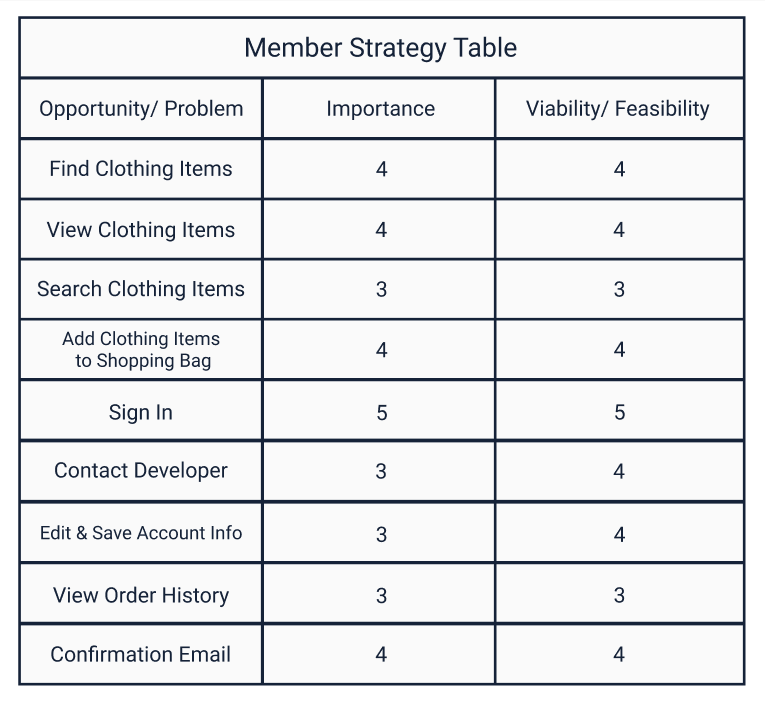 Member Strategy Table
Opportunity/ Problem Importance Viability/ Feasibility
Find Clothing Items 4 4
View Clothing Items 4 4
Search Clothing Items 3 3
Add Clothing Items
to Shopping Bag 4 4
Sign In 5 5
Contact Developer 3 4
Edit & Save Account Info 3 4
View Order History 3 3
Confirmation Email 4 4